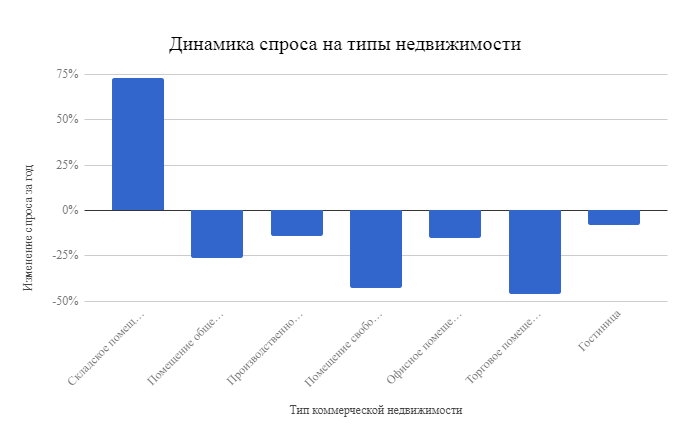 Динамика спроса на типы недвижимости
75%
50%
25%
0%
-25%
-50%
Изменение спроса за год
Складское помещ…
Помещение обще…
Производственно…
Помещение свобо…
Офисное помеще…
Торговое помеще…
Гостиница
Тип коммерческой недвижимости